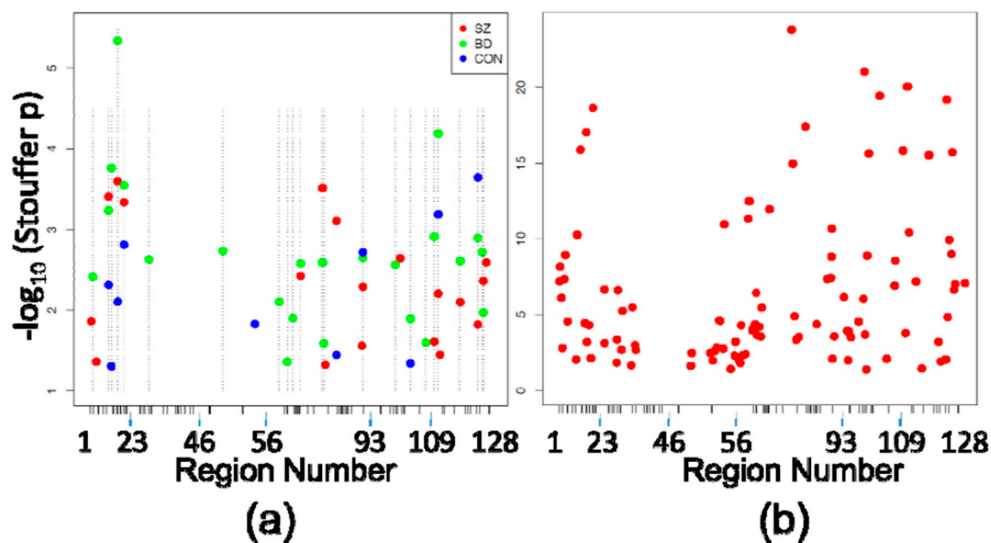 SZ
BD
CON
-log10 (Stouffer p)
5
4
3
2
1
1 23 46 56 93 109 128
Region Number
(a)
20
15
10
5
0
1 23 46 56 93 109 128
Region Number
(b)